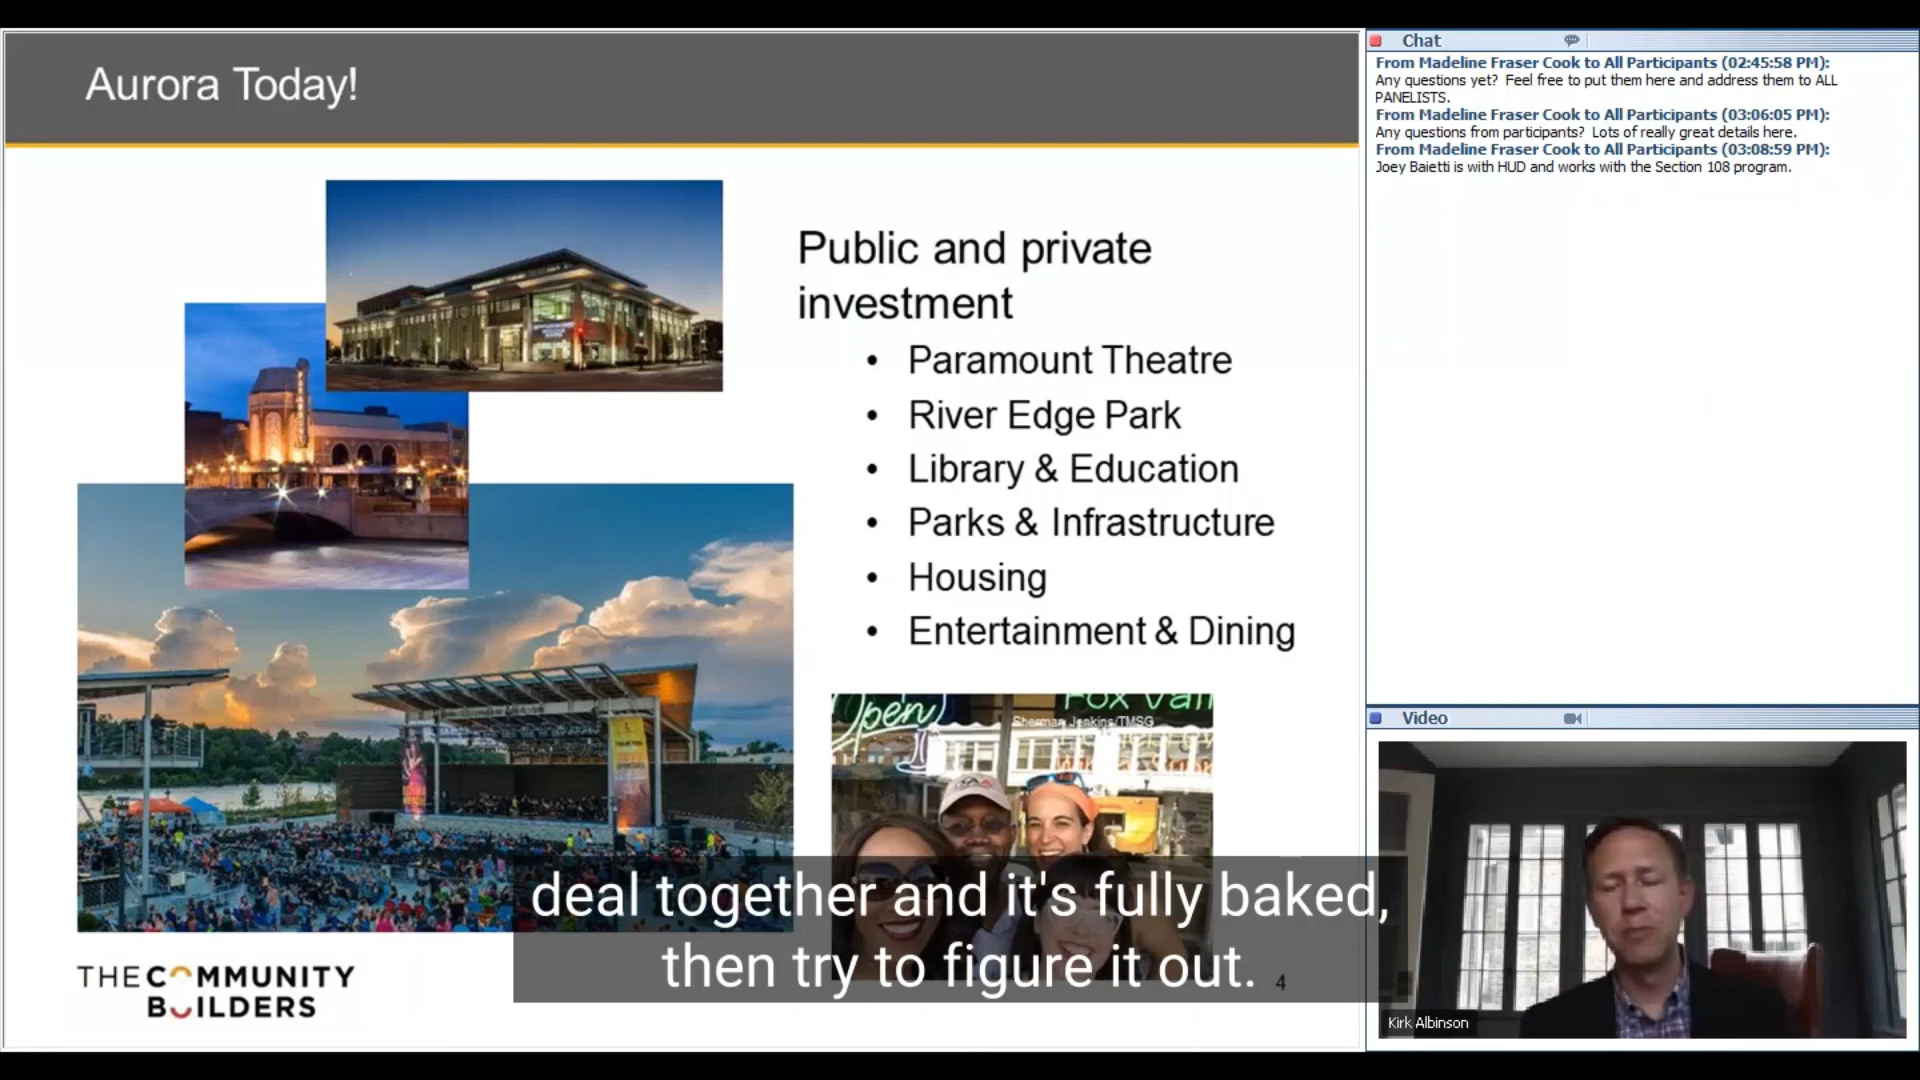 Aurora Today!
Public and private
investment
• Paramount Theatre
• River Edge Park
• Library & Education
• Parks & Infrastructure
• Housing
• Entertainment & Dining
Open
Fox Vall
Sherman Jenkins/TMSG
deal together and it's fully baked,
then try to figure it out.
THE COMMUNITY
BUILDERS
4
Chat
From Madeline Fraser Cook to All Participants (02:45:58 PM):
Any questions yet? Feel free to put them here and address them to ALL
PANELISTS.
From Madeline Fraser Cook to All Participants (03:06:05 PM):
Any questions from participants? Lots of really great details here.
From Madeline Fraser Cook to All Participants (03:08:59 PM):
Joey Baietti is with HUD and works with the Section 108 program.
Video
Kirk Albinson